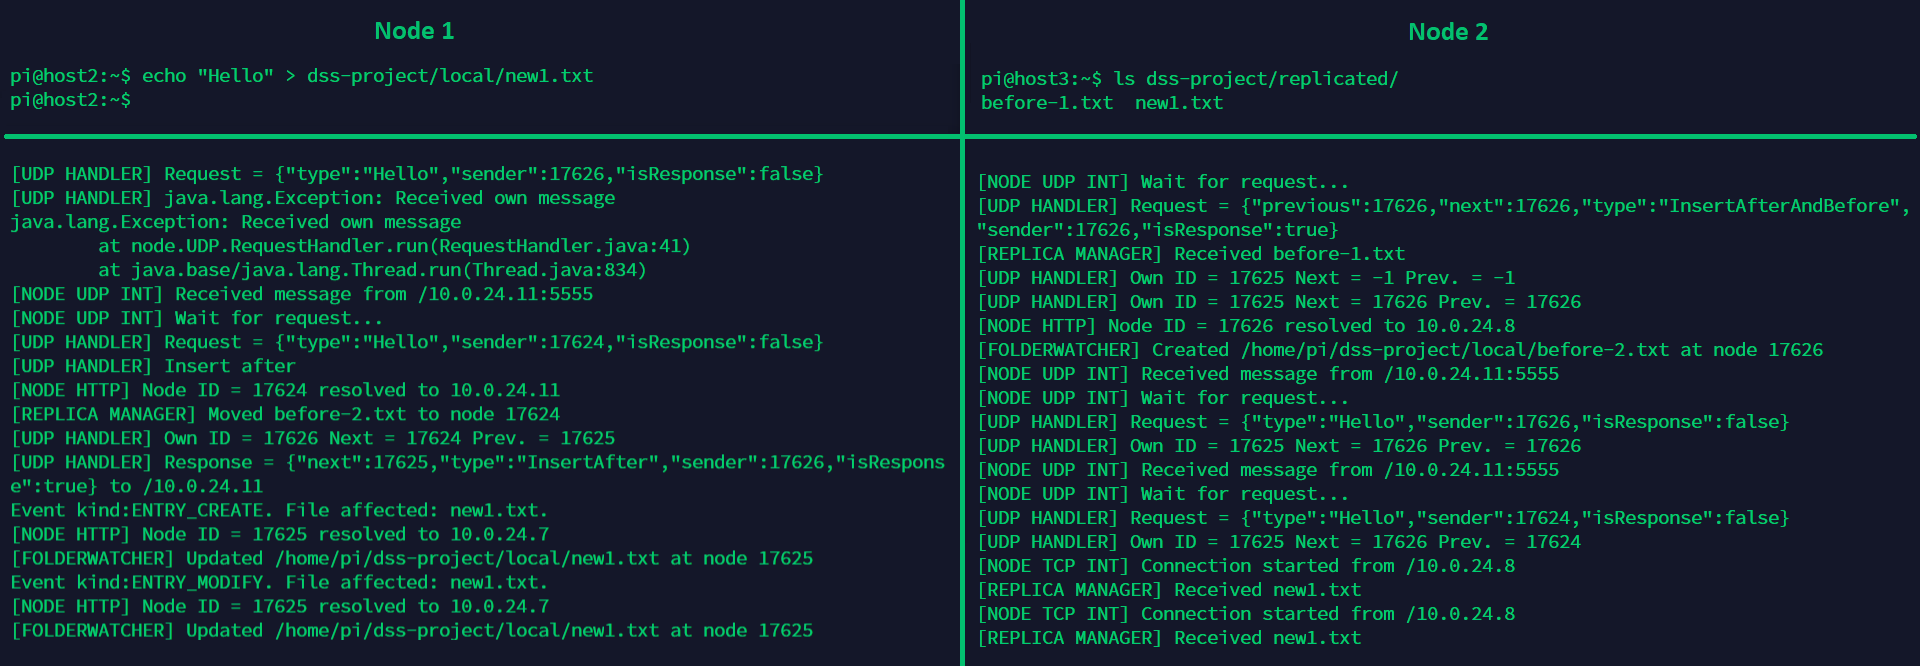 Node 1
pi@host2:~$ echo "Hello" > dss-project/local/new1.txt
pi@host2:~$
[UDP HANDLER] Request = {"type":"Hello","sender":17626,"isResponse":false}
[UDP HANDLER] java.lang.Exception: Received own message
java.lang.Exception: Received own message
        at node.UDP.RequestHandler.run(RequestHandler.java:41)
        at java.base/java.lang.Thread.run(Thread.java:834)
[NODE UDP INT] Received message from /10.0.24.11:5555
[NODE UDP INT] Wait for request...
[UDP HANDLER] Request = {"type":"Hello","sender":17624,"isResponse":false}
[UDP HANDLER] Insert after
[NODE HTTP] Node ID = 17624 resolved to 10.0.24.11
[REPLICA MANAGER] Moved before-2.txt to node 17624
[UDP HANDLER] Own ID = 17626 Next = 17624 Prev. = 17625
[UDP HANDLER] Response = {"next":17625,"type":"InsertAfter","sender":17626,"isRespons
e":true} to /10.0.24.11
Event kind:ENTRY_CREATE. File affected: new1.txt.
[NODE HTTP] Node ID = 17625 resolved to 10.0.24.7
[FOLDERWATCHER] Updated /home/pi/dss-project/local/new1.txt at node 17625
Event kind:ENTRY_MODIFY. File affected: new1.txt.
[NODE HTTP] Node ID = 17625 resolved to 10.0.24.7
[FOLDERWATCHER] Updated /home/pi/dss-project/local/new1.txt at node 17625
Node 2
pi@host3:~$ ls dss-project/replicated/
before-1.txt  new1.txt
[NODE UDP INT] Wait for request...
[UDP HANDLER] Request = {"previous":17626,"next":17626,"type":"InsertAfterAndBefore",
"sender":17626,"isResponse":true}
[REPLICA MANAGER] Received before-1.txt
[UDP HANDLER] Own ID = 17625 Next = -1 Prev. = -1
[UDP HANDLER] Own ID = 17625 Next = 17626 Prev. = 17626
[NODE HTTP] Node ID = 17626 resolved to 10.0.24.8
[FOLDERWATCHER] Created /home/pi/dss-project/local/before-2.txt at node 17626
[NODE UDP INT] Received message from /10.0.24.11:5555
[NODE UDP INT] Wait for request...
[UDP HANDLER] Request = {"type":"Hello","sender":17626,"isResponse":false}
[UDP HANDLER] Own ID = 17625 Next = 17626 Prev. = 17626
[NODE UDP INT] Received message from /10.0.24.11:5555
[NODE UDP INT] Wait for request...
[UDP HANDLER] Request = {"type":"Hello","sender":17624,"isResponse":false}
[UDP HANDLER] Own ID = 17625 Next = 17626 Prev. = 17624
[NODE TCP INT] Connection started from /10.0.24.8
[REPLICA MANAGER] Received new1.txt
[NODE TCP INT] Connection started from /10.0.24.8
[REPLICA MANAGER] Received new1.txt